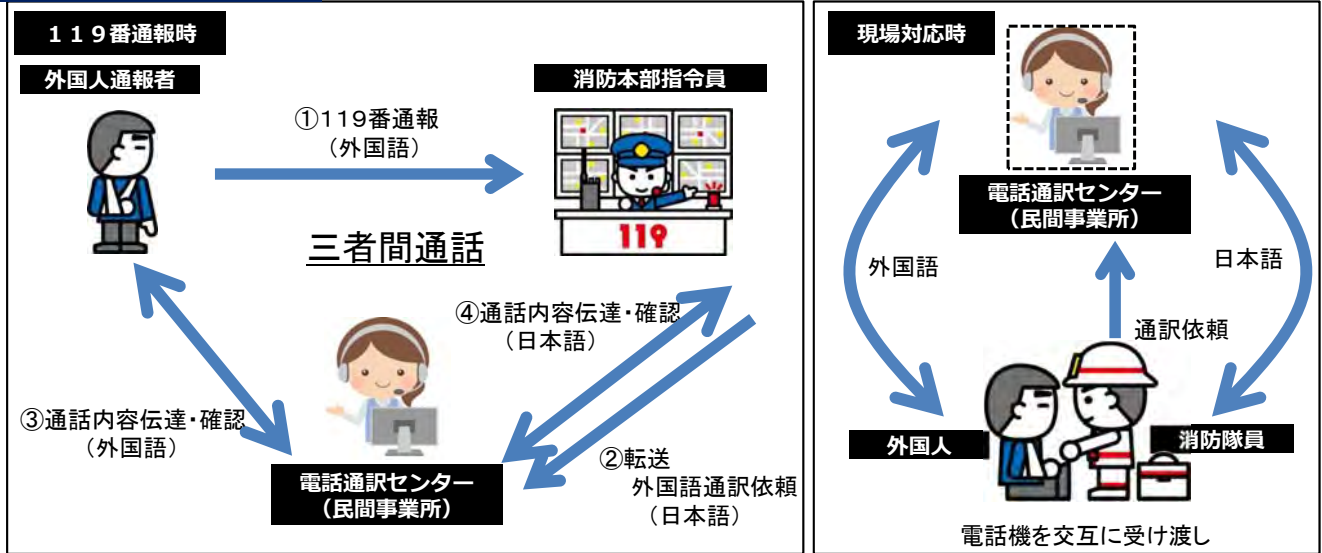 １１９番通報時
外国人通報者
消防本部指令員
①119番通報
（外国語）
119
三者間通話
④通話内容伝達・確認
（日本語）
③通話内容伝達・確認
（外国語）
②転送
外国語通訳依頼
（日本語）
電話通訳センター
（民間事業所）
現場対応時
電話通訳センター
（民間事業所）
外国語
日本語
通訳依頼
外国人
消防隊員
電話機を交互に受け渡し